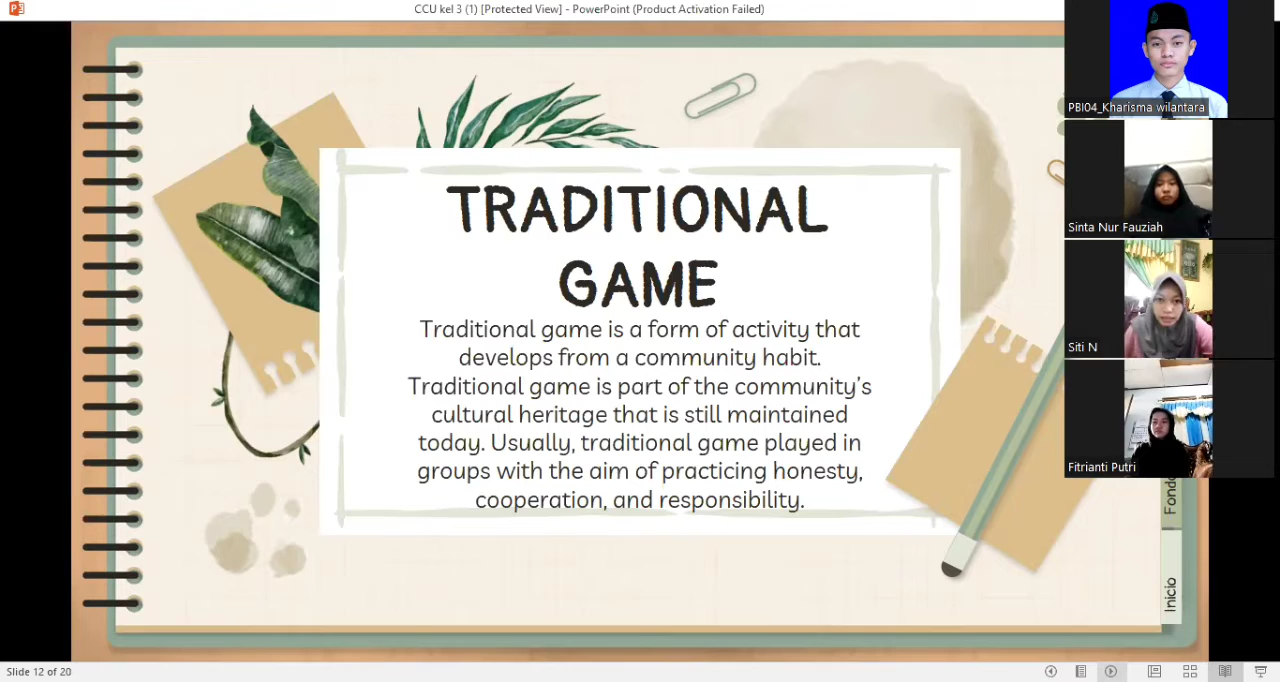 CCU kel 3 (1) [Protected View] - PowerPoint (Product Activation Failed)
TRADITIONAL
GAME
Traditional game is a form of activity that
develops from a community habit.
Traditional game is part of the community's
cultural heritage that is still maintained
today. Usually, traditional game played in
groups with the aim of practicing honesty,
cooperation, and responsibility.
PBI04_Kharisma wilantara
Sinta Nur Fauziah
Siti N
Fitrianti Putri
Fondo
Inicio
Slide 12 of 20